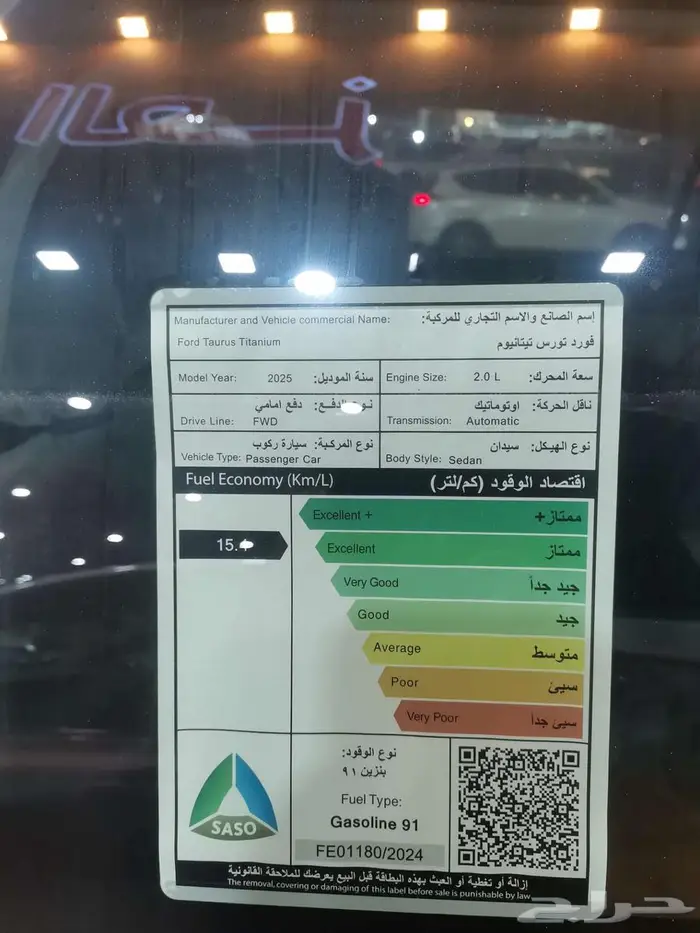 Manufacturer and Vehicle commercial Name: إسم الصانع والاسم التجاري للمركبة:
Ford Taurus Titanium فورد تورس تيتانيوم
Model Year: 2025 سنة الموديل:
Engine Size: 2.0 L سعة المحرك:
نوع الدفع: دفع امامي
Drive Line: FWD
ناقل الحركة: اوتوماتيك
Transmission: Automatic
نوع المركبة: سيارة ركوب
Vehicle Type: Passenger Car
نوع الهيكل: سيدان
Body Style: Sedan
Fuel Economy (Km/L) اقتصاد الوقود (كم/لتر)
Excellent + ممتاز+
Excellent ممتاز
Very Good جيد جداً
Good جيد
Average متوسط
Poor سيئ
Very Poor سيئ جداً
SASO
نوع الوقود:
بنزين ٩١
Fuel Type:
Gasoline 91
FE01180/2024
إزالة أو تغطية أو العبث بهذه البطاقة قبل البيع يعرضك للملاحقة القانونية
The removal, covering or damaging of this label before sale is punishable by law
حراج